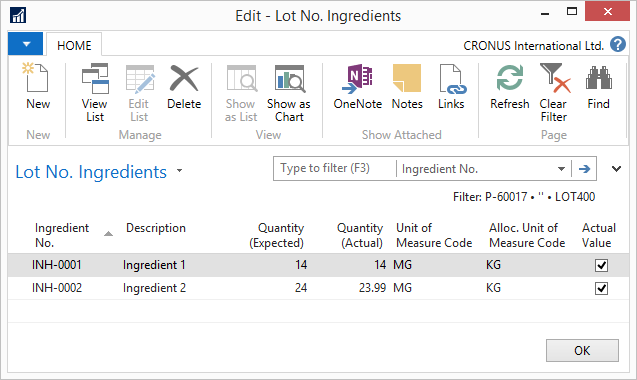 Edit - Lot No. Ingredients
HOME
CRONUS International Ltd.
New
View List
Edit List
Delete
Show as List
Show as Chart
OneNote
Notes
Links
Refresh
Clear Filter
Find
New
Manage
View
Show Attached
Page
Lot No. Ingredients
Type to filter (F3)
Ingredient No.
Filter: P-60017 • '' • LOT400
Ingredient No.
Description
Quantity (Expected)
Quantity (Actual)
Unit of Measure Code
Alloc. Unit of Measure Code
Actual Value
INH-0001 Ingredient 1 14 14 MG KG
INH-0002 Ingredient 2 24 23.99 MG KG
OK